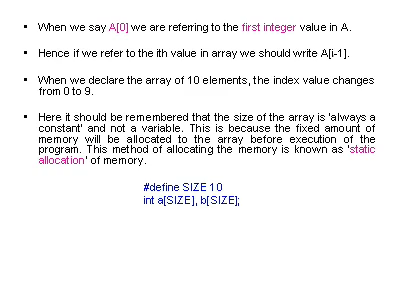 • When we say A[0] we are referring to the first integer value in A.
• Hence if we refer to the ith value in array we should write A[i-1].
• When we declare the array of 10 elements, the index value changes
from 0 to 9.
• Here it should be remembered that the size of the array is 'always a
constant' and not a variable. This is because the fixed amount of
memory will be allocated to the array before execution of the
program. This method of allocating the memory is known as 'static
allocation' of memory.
#define SIZE 10
int a[SIZE], b[SIZE];